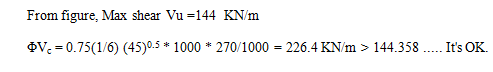 From figure, Max shear Vu =144  KN/m
ΦVc = 0.75(1/6) (45)0.5 * 1000 * 270/1000 = 226.4 KN/m > 144.358 ..... It's OK.